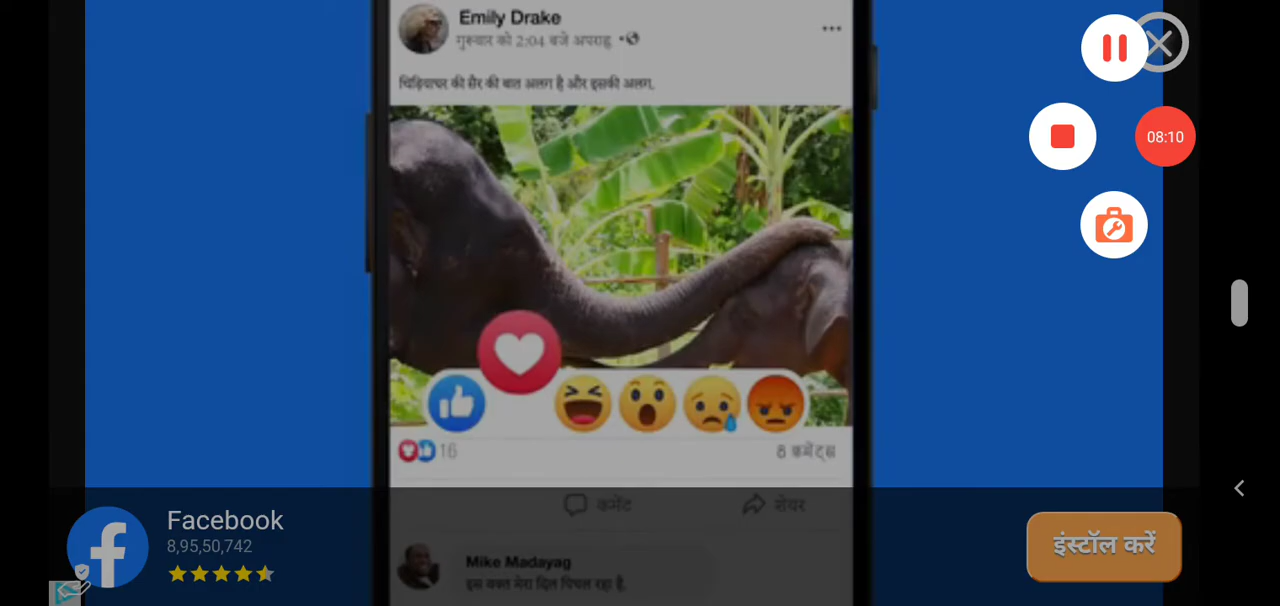 Emily Drake
गुरूवार को 2:04 बजे अपराह्न
चिड़ियाघर की सैर की बात अलग है और इसकी अलग.
08:10
16
8 कमेंट्स
कमेंट
शेयर
Facebook
8,95,50,742
इंस्टॉल करें
Mike Madayag
इस वक्त मेरा दिल पिघल रहा है.